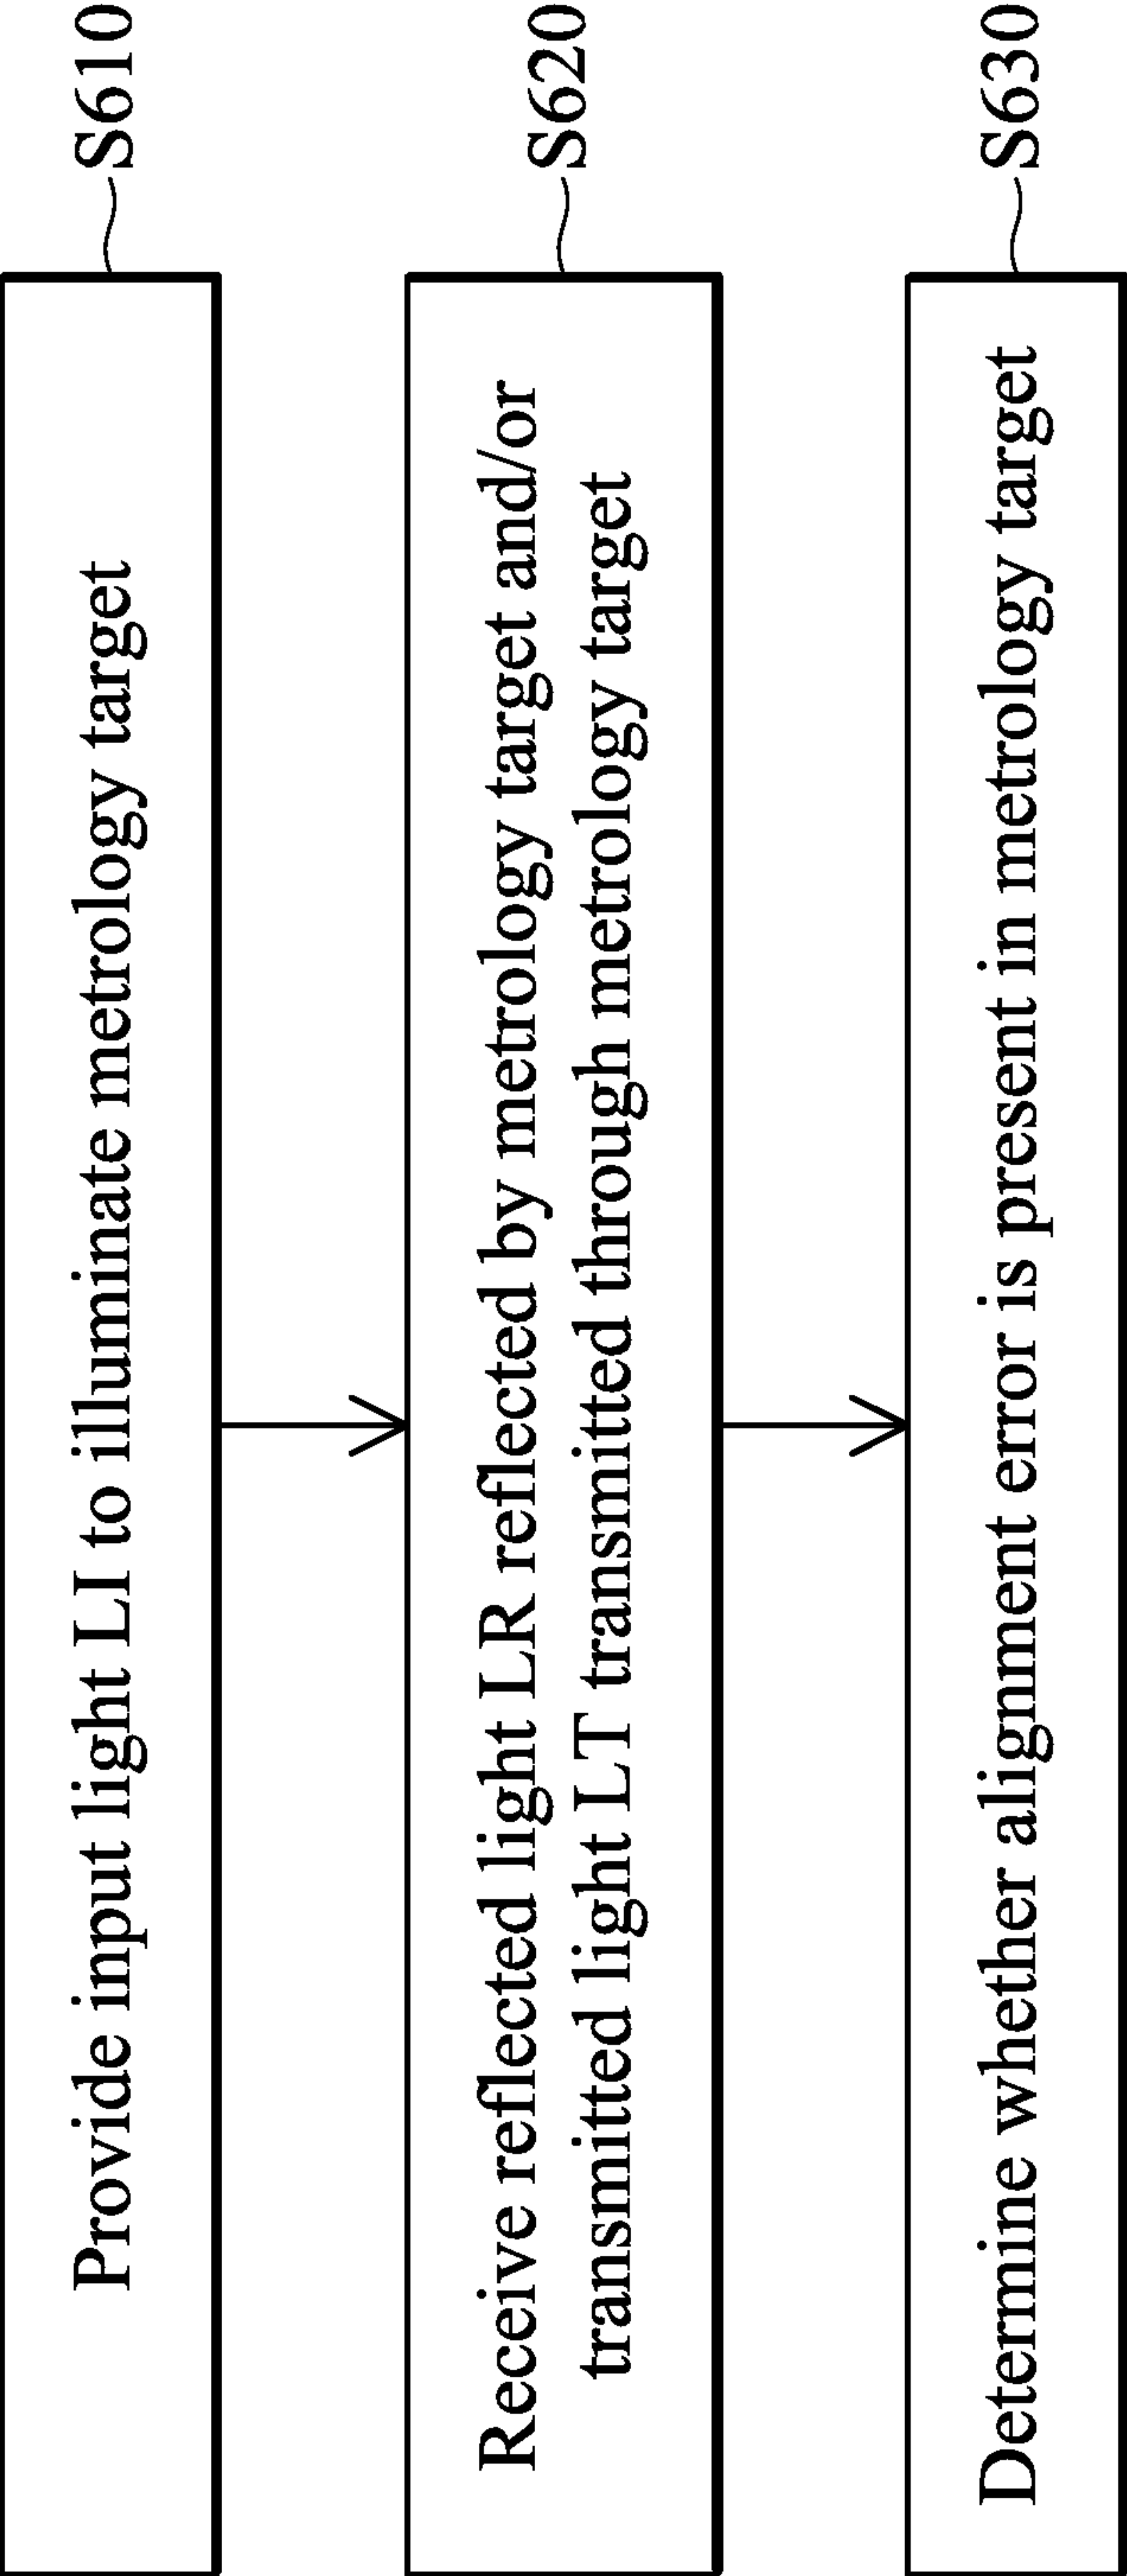 Provide input light LI to illuminate metrology target
S610
Receive reflected light LR reflected by metrology target and/or
transmitted light LT transmitted through metrology target
S620
Determine whether alignment error is present in metrology target
S630